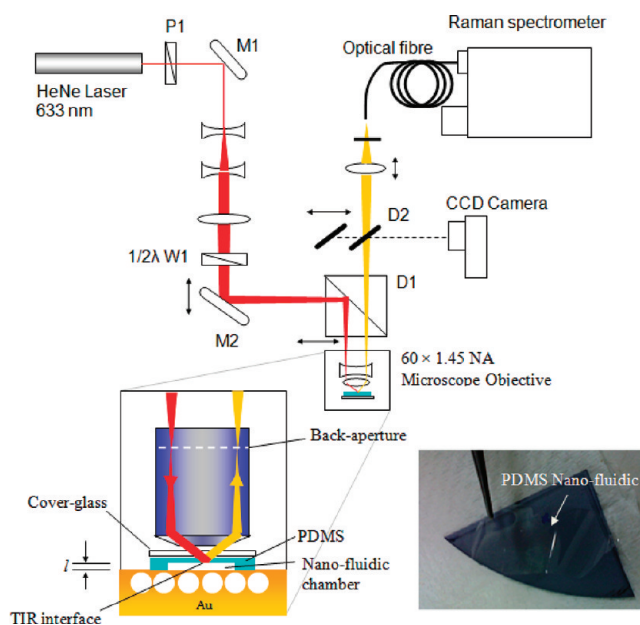 P1
M1
HeNe Laser
633 nm
Optical fibre
Raman spectrometer
D2
CCD Camera
1/2λ W1
D1
M2
60 × 1.45 NA
Microscope Objective
Back-aperture
Cover-glass
PDMS
Nano-fluidic
chamber
l
Au
TIR interface
PDMS Nano-fluidic